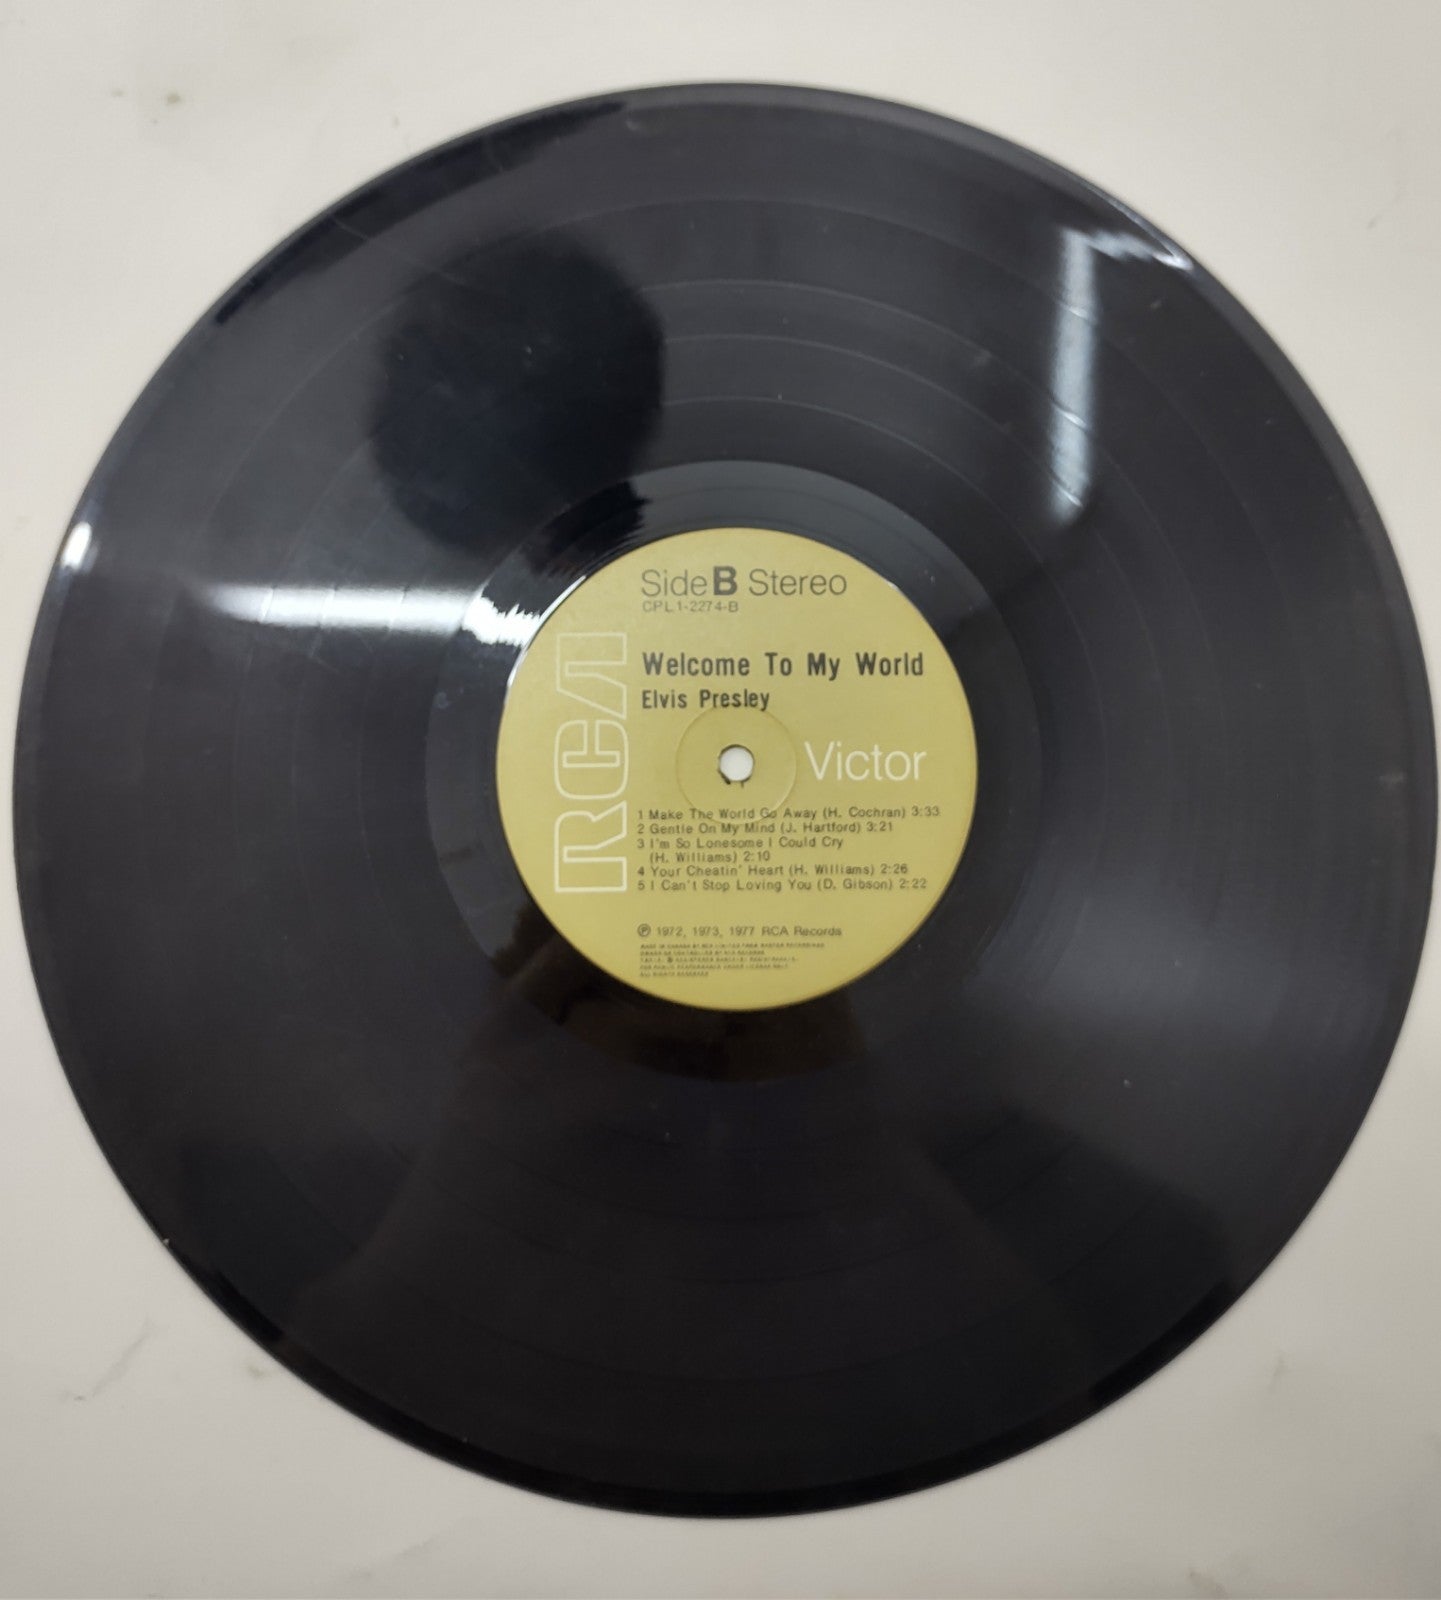 Side B Stereo
CPL1-2274-B
Welcome To My World
Elvis Presley
RCA
Victor
1 Make The World Go Away (H. Cochran) 3:33
2 Gentle On My Mind (J. Hartford) 3:21
3 I'm So Lonesome I Could Cry
(H. Williams) 2:10
4 Your Cheatin' Heart (H. Williams) 2:26
5 I Can't Stop Loving You (D. Gibson) 2:22
℗ 1972, 1973, 1977 RCA Records
ALL RIGHTS RESERVED